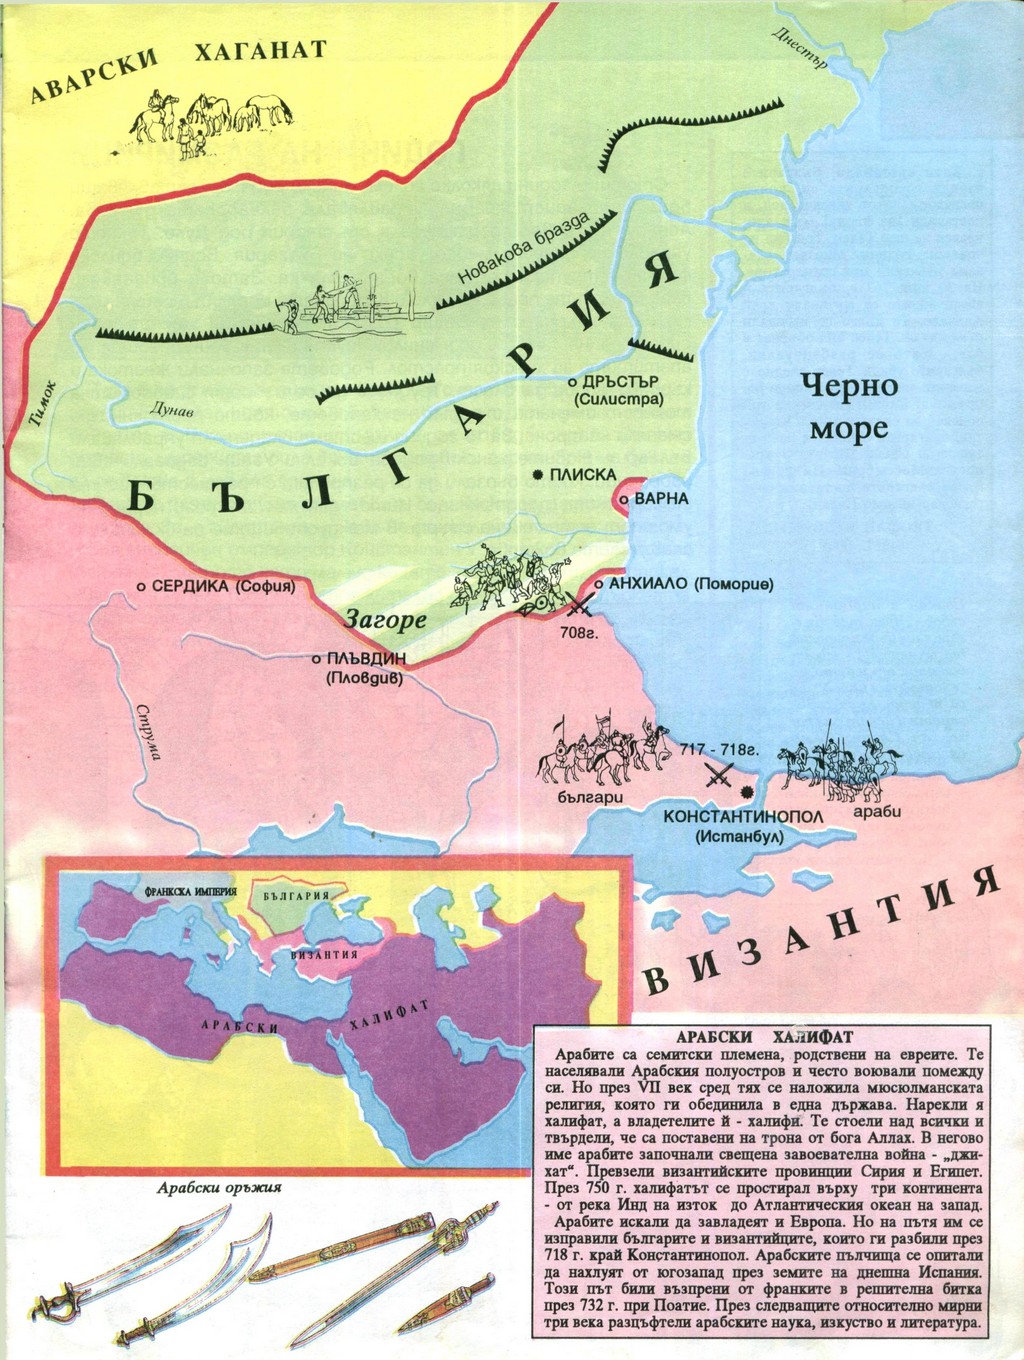 АВАРСКИ ХАГАНАТ
Днестър
Новакова бразда
БЪЛГАРИЯ
Тимок
Дунав
ДРЪСТЪР
(Силистра)
Черно
море
ПЛИСКА
ВАРНА
СЕРДИКА (София)
АНХИАЛО (Поморие)
Загоре
708г.
ПЛЪВДИН
(Пловдив)
Струма
717 - 718г.
българи
араби
КОНСТАНТИНОПОЛ
(Истанбул)
ВИЗАНТИЯ
ФРАНКСКА ИМПЕРИЯ
БЪЛГАРИЯ
ВИЗАНТИЯ
АРАБСКИ ХАЛИФАТ
Арабски оръжия
АРАБСКИ ХАЛИФАТ
Арабите са семитски племена, родствени на евреите. Те
населявали Арабския полуостров и често воювали помежду
си. Но през VII век сред тях се наложила мюсюлманската
религия, която ги обединила в една държава. Нарекли я
халифат, а владетелите й - халифи. Те стоели над всички и
твърдели, че са поставени на трона от бога Аллах. В негово
име арабите започнали свещена завоевателна война - „джи-
хат“. Превзели византийските провинции Сирия и Египет.
През 750 г. халифатът се простирал върху три континента
- от река Инд на изток до Атлантическия океан на запад.
Арабите искали да завладеят и Европа. Но на пътя им се
изправили българите и византийците, които ги разбили през
718 г. край Константинопол. Арабските пълчища се опитали
да нахлуят от югозапад през земите на днешна Испания.
Този път били възпрени от франките в решителна битка
през 732 г. при Поатие. През следващите относително мирни
три века разцъфтели арабските наука, изкуство и литература.